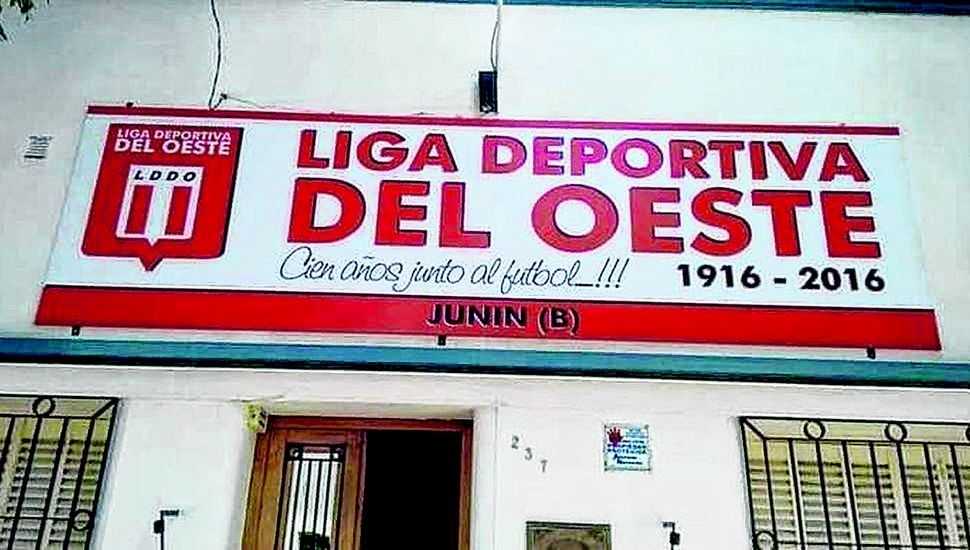 LIGA DEPORTIVA
DEL OESTE
LDDO
LIGA DEPORTIVA
DEL OESTE
Cien años junto al futbol...!!!
1916 - 2016
JUNIN (B)
237